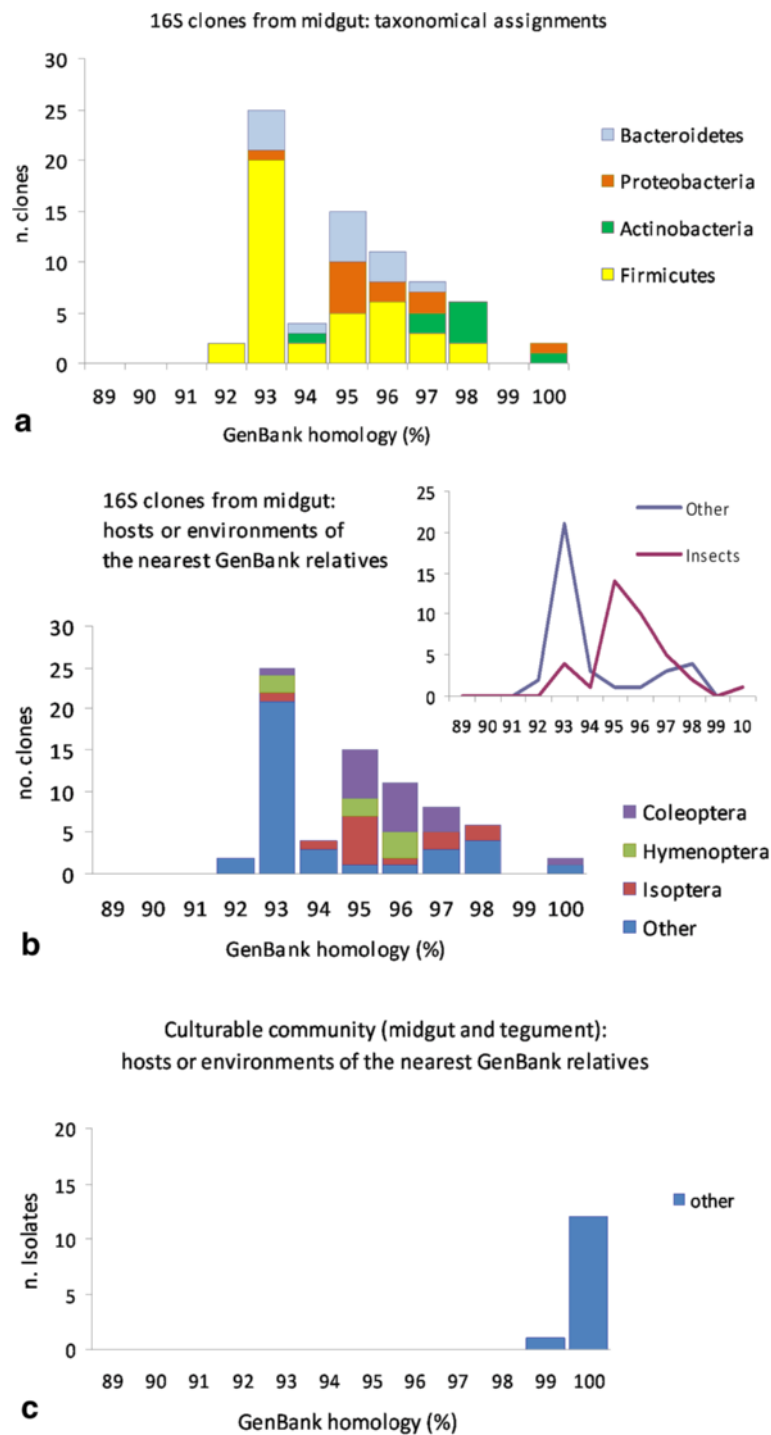 16S clones from midgut: taxonomical assignments
30
25
20
15
10
5
0
n. clones
89 90 91 92 93 94 95 96 97 98 99 100
GenBank homology (%)
Bacteroidetes
Proteobacteria
Actinobacteria
Firmicutes
a
16S clones from midgut:
hosts or environments of
the nearest GenBank relatives
25
20
15
10
5
0
Other
Insects
89 90 91 92 93 94 95 96 97 98 99 10
30
25
20
15
10
5
0
no. clones
89 90 91 92 93 94 95 96 97 98 99 100
GenBank homology (%)
Coleoptera
Hymenoptera
Isoptera
Other
b
Culturable community (midgut and tegument):
hosts or environments of the nearest GenBank relatives
20
15
10
5
0
n. Isolates
other
89 90 91 92 93 94 95 96 97 98 99 100
GenBank homology (%)
c